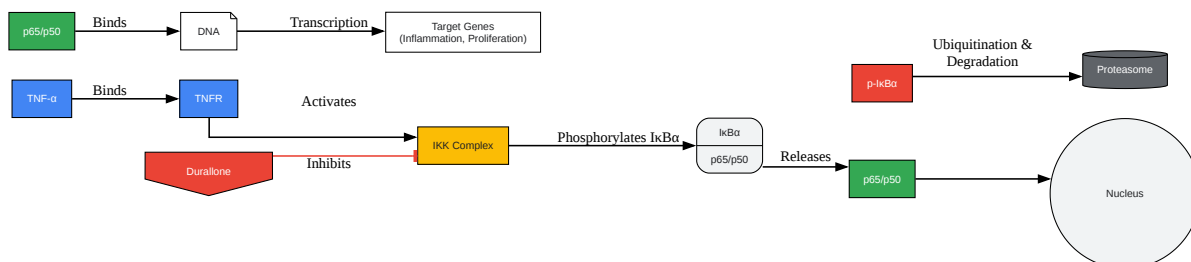 p65/p50
Binds
DNA
Transcription
Target Genes
(Inflammation, Proliferation)
Ubiquitination &
Degradation
p-IκBα
Proteasome
TNF-α
Binds
TNFR
Activates
IKK Complex
Phosphorylates IκBα
IκBα
p65/p50
Releases
p65/p50
Nucleus
Durallone
Inhibits